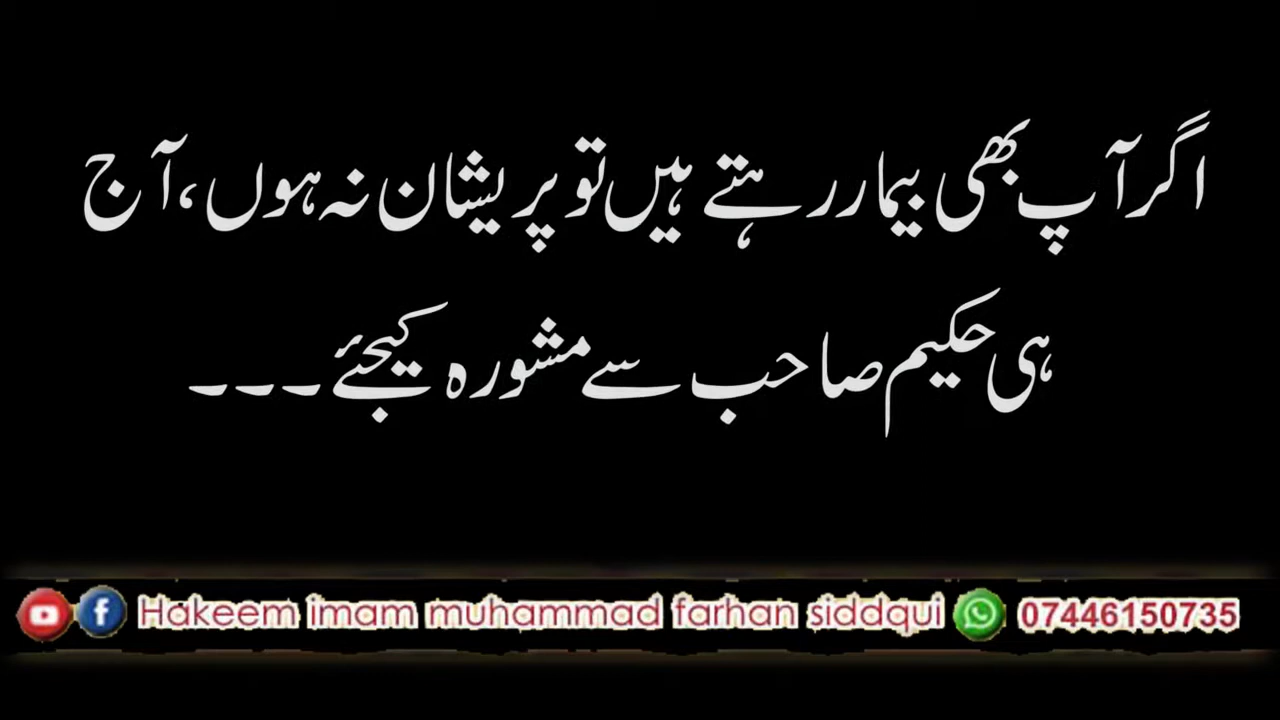 اگر آپ بھی بیمار رہتے ہیں تو پریشان نہ ہوں، آج
ہی حکیم صاحب سے مشورہ کیجئے۔۔۔
Hakeem imam muhammad farhan siddqui 07446150735